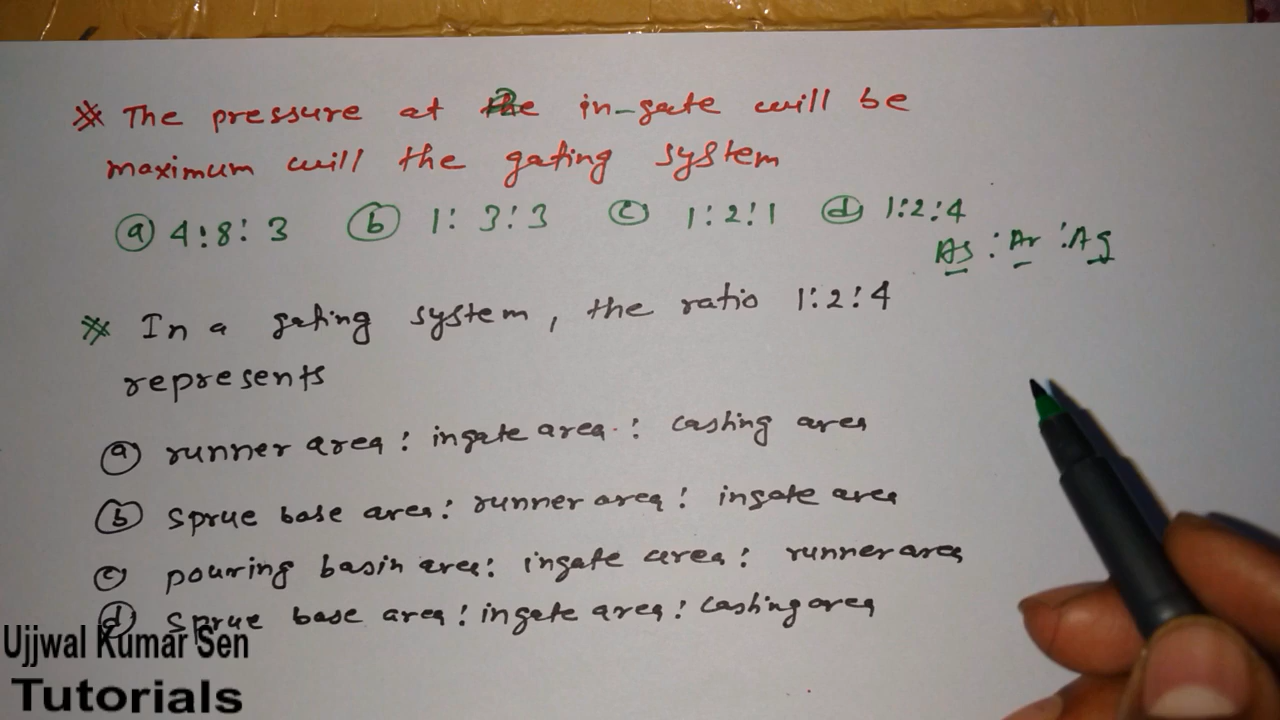 ※ The pressure at the in-gate will be
maximum will the gating system
ⓐ 4:8:3 ⓑ 1:3:3 ⓒ 1:2:1 ⓓ 1:2:4
As : Ar : Ag
※ In a gating system, the ratio 1:2:4
represents
ⓐ runner area : ingate area : casting area
ⓑ sprue base area : runner area : ingate area
ⓒ pouring basin area : ingate area : runner area
ⓓ sprue base area : ingate area : casting area
Ujjwal Kumar Sen
Tutorials